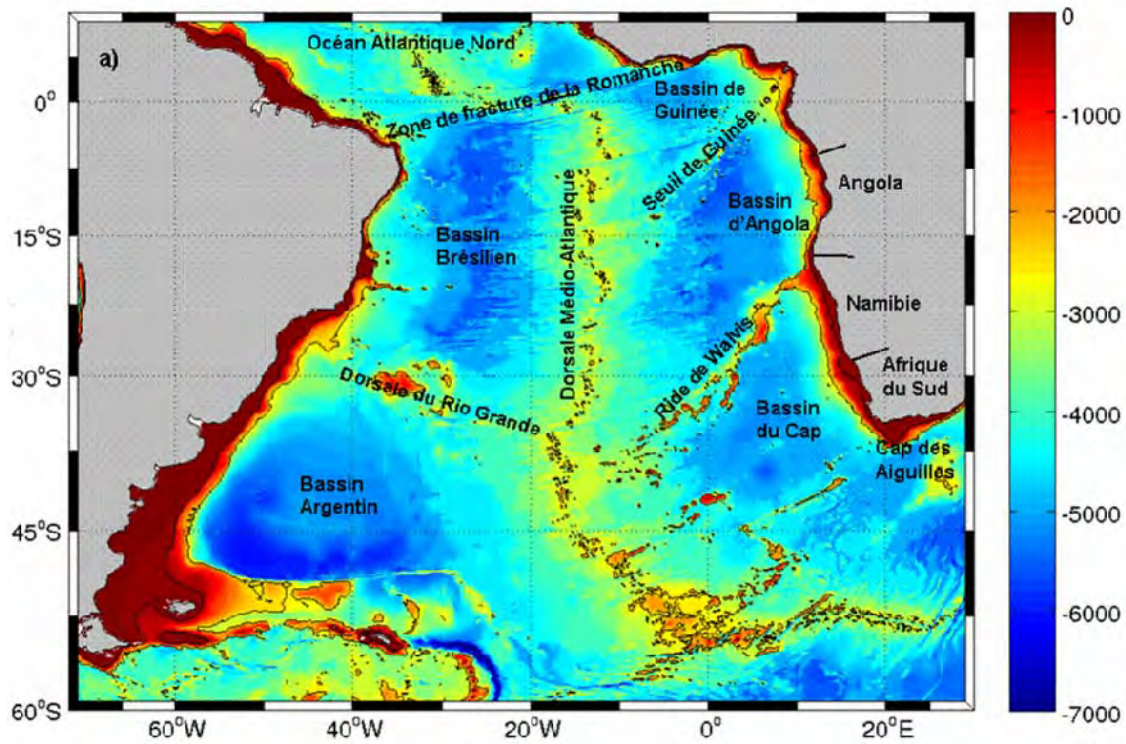 a)
Océan Atlantique Nord
Zone de fracture de la Romanche
Bassin de
Guinée
Seuil de Guinée
Angola
Bassin
d'Angola
Bassin
Brésilien
Dorsale Médio-Atlantique
Namibie
Ride de Walvis
Afrique
du Sud
Dorsale du Rio Grande
Bassin
du Cap
Cap des
Aiguilles
Bassin
Argentin
0°
15°S
30°S
45°S
60°S
60°W
40°W
20°W
0°
20°E
0
-1000
-2000
-3000
-4000
-5000
-6000
-7000